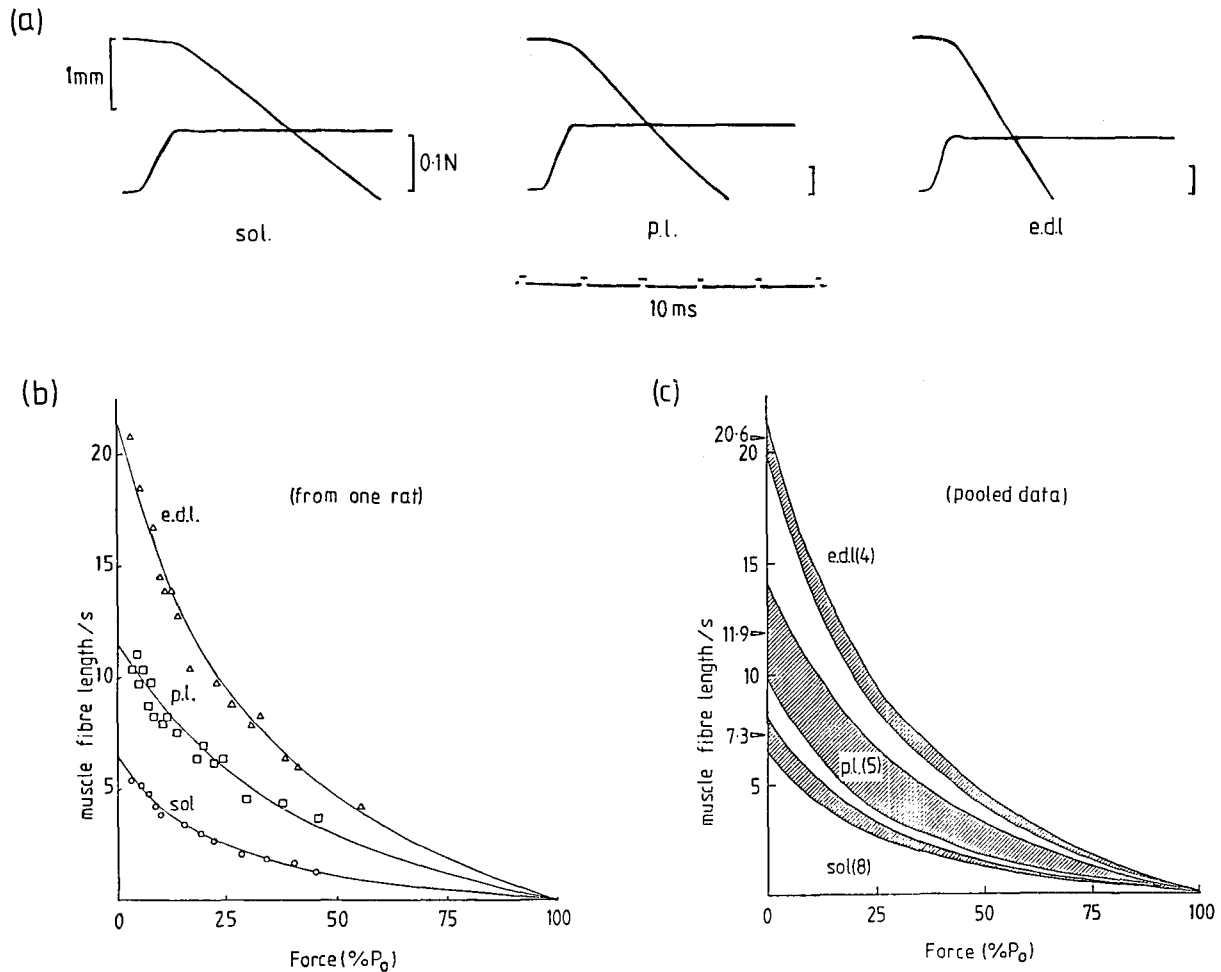 (a)
1mm
0·1N
sol.
p.l.
e.d.l
10ms
(b)
(from one rat)
20
15
10
5
e.d.l.
p.l.
sol
muscle fibre length/s
0
25
50
75
100
Force (%P₀)
(c)
(pooled data)
20·6
20
15
11·9
10
7·3
5
e.d.l(4)
p.l.(5)
sol(8)
muscle fibre length/s
0
25
50
75
100
Force (%P₀)